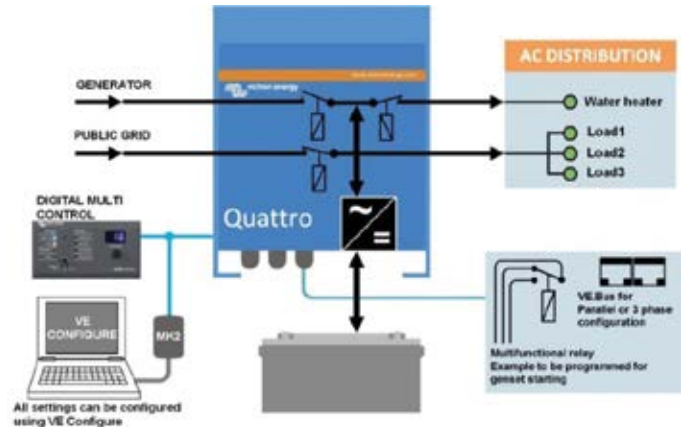 AC DISTRIBUTION
GENERATOR
victron energy
Water heater
PUBLIC GRID
Load1
Load2
Load3
DIGITAL MULTI
CONTROL
Quattro
VE.Bus for
Parallel or 3 phase
configuration
VE
CONFIGURE
MK2
Multifunctional relay
Example to be programmed for
genset starting
All settings can be configured
using VE Configure